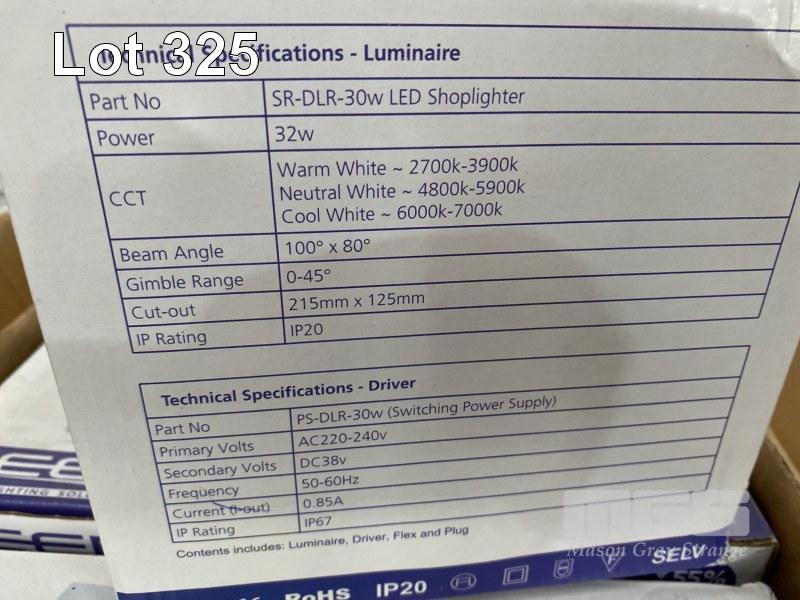 Lot 325
Technical Specifications - Luminaire
Part No SR-DLR-30w LED Shoplighter
Power 32w
CCT Warm White ~ 2700k-3900k
Neutral White ~ 4800k-5900k
Cool White ~ 6000k-7000k
Beam Angle 100° x 80°
Gimble Range 0-45°
Cut-out 215mm x 125mm
IP Rating IP20
Technical Specifications - Driver
Part No PS-DLR-30w (Switching Power Supply)
Primary Volts AC220-240v
Secondary Volts DC38v
Frequency 50-60Hz
Current (I-out) 0.85A
IP Rating IP67
Contents includes: Luminaire, Driver, Flex and Plug
MGS
Mason Gray Strange
RoHS IP20 F SELV
55%